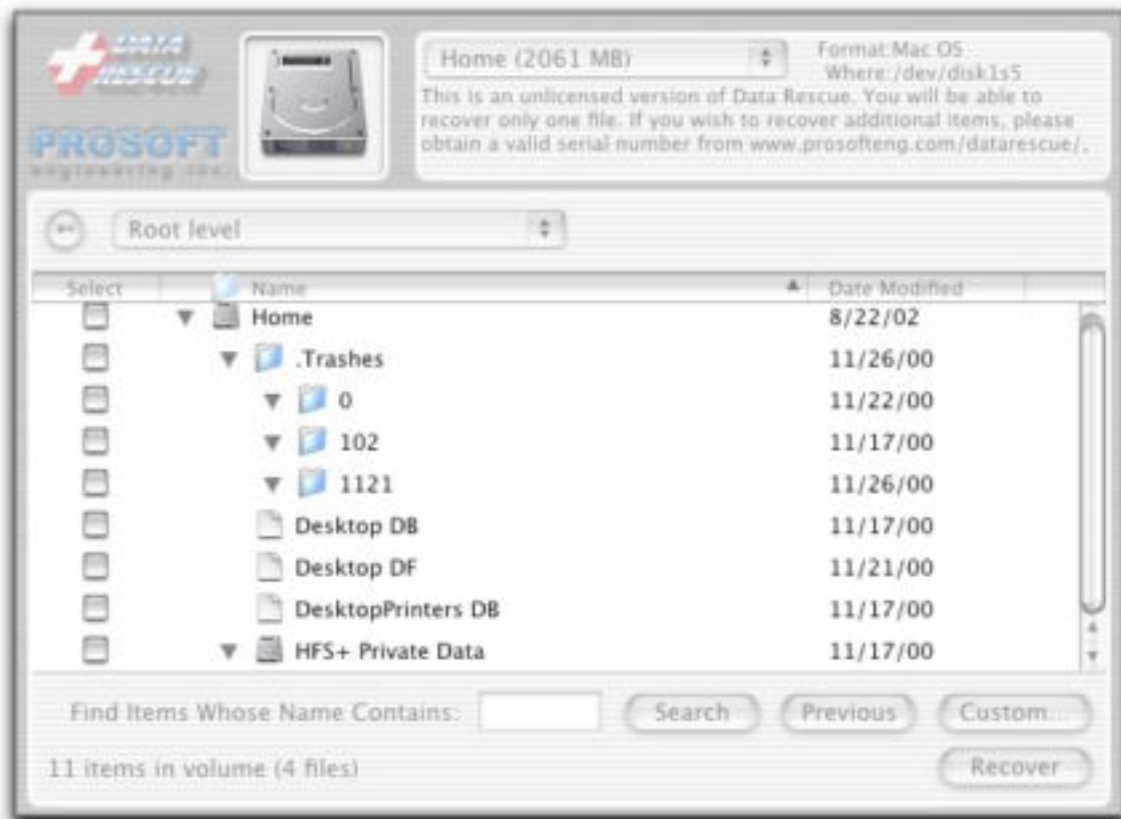 DATA
RESCUE
PROSOFT
engineering inc.
Home (2061 MB)
Format:Mac OS
Where:/dev/disk1s5
This is an unlicensed version of Data Rescue. You will be able to
recover only one file. If you wish to recover additional items, please
obtain a valid serial number from www.prosofteng.com/datarescue/.
Root level
Select Name Date Modified
Home 8/22/02
.Trashes 11/26/00
0 11/22/00
102 11/17/00
1121 11/26/00
Desktop DB 11/17/00
Desktop DF 11/21/00
DesktopPrinters DB 11/17/00
HFS+ Private Data 11/17/00
Find Items Whose Name Contains: Search Previous Custom...
11 items in volume (4 files) Recover